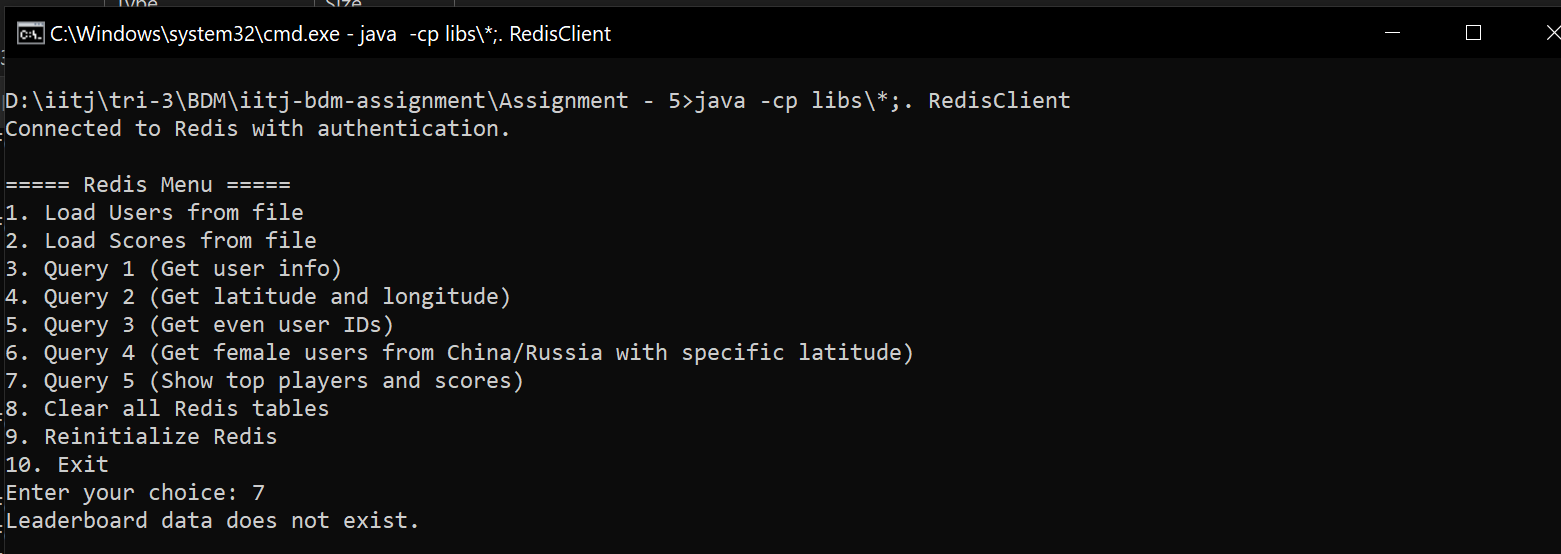 Type Size
C:\Windows\system32\cmd.exe - java  -cp libs\*;. RedisClient
D:\iitj\tri-3\BDM\iitj-bdm-assignment\Assignment - 5>java -cp libs\*;. RedisClient
Connected to Redis with authentication.
===== Redis Menu =====
1. Load Users from file
2. Load Scores from file
3. Query 1 (Get user info)
4. Query 2 (Get latitude and longitude)
5. Query 3 (Get even user IDs)
6. Query 4 (Get female users from China/Russia with specific latitude)
7. Query 5 (Show top players and scores)
8. Clear all Redis tables
9. Reinitialize Redis
10. Exit
Enter your choice: 7
Leaderboard data does not exist.